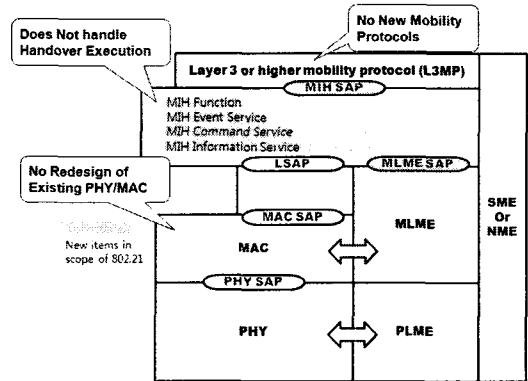 Does Not handle
Handover Execution
No New Mobility
Protocols
Layer 3 or higher mobility protocol (L3MP)
MIH SAP
MIH Function
MIH Event Service
MIH Command Service
MIH Information Service
LSAP
MLME SAP
No Redesign of
Existing PHY/MAC
MAC SAP
New items in
scope of 802.21
MAC
MLME
SME
Or
NME
PHY SAP
PHY
PLME